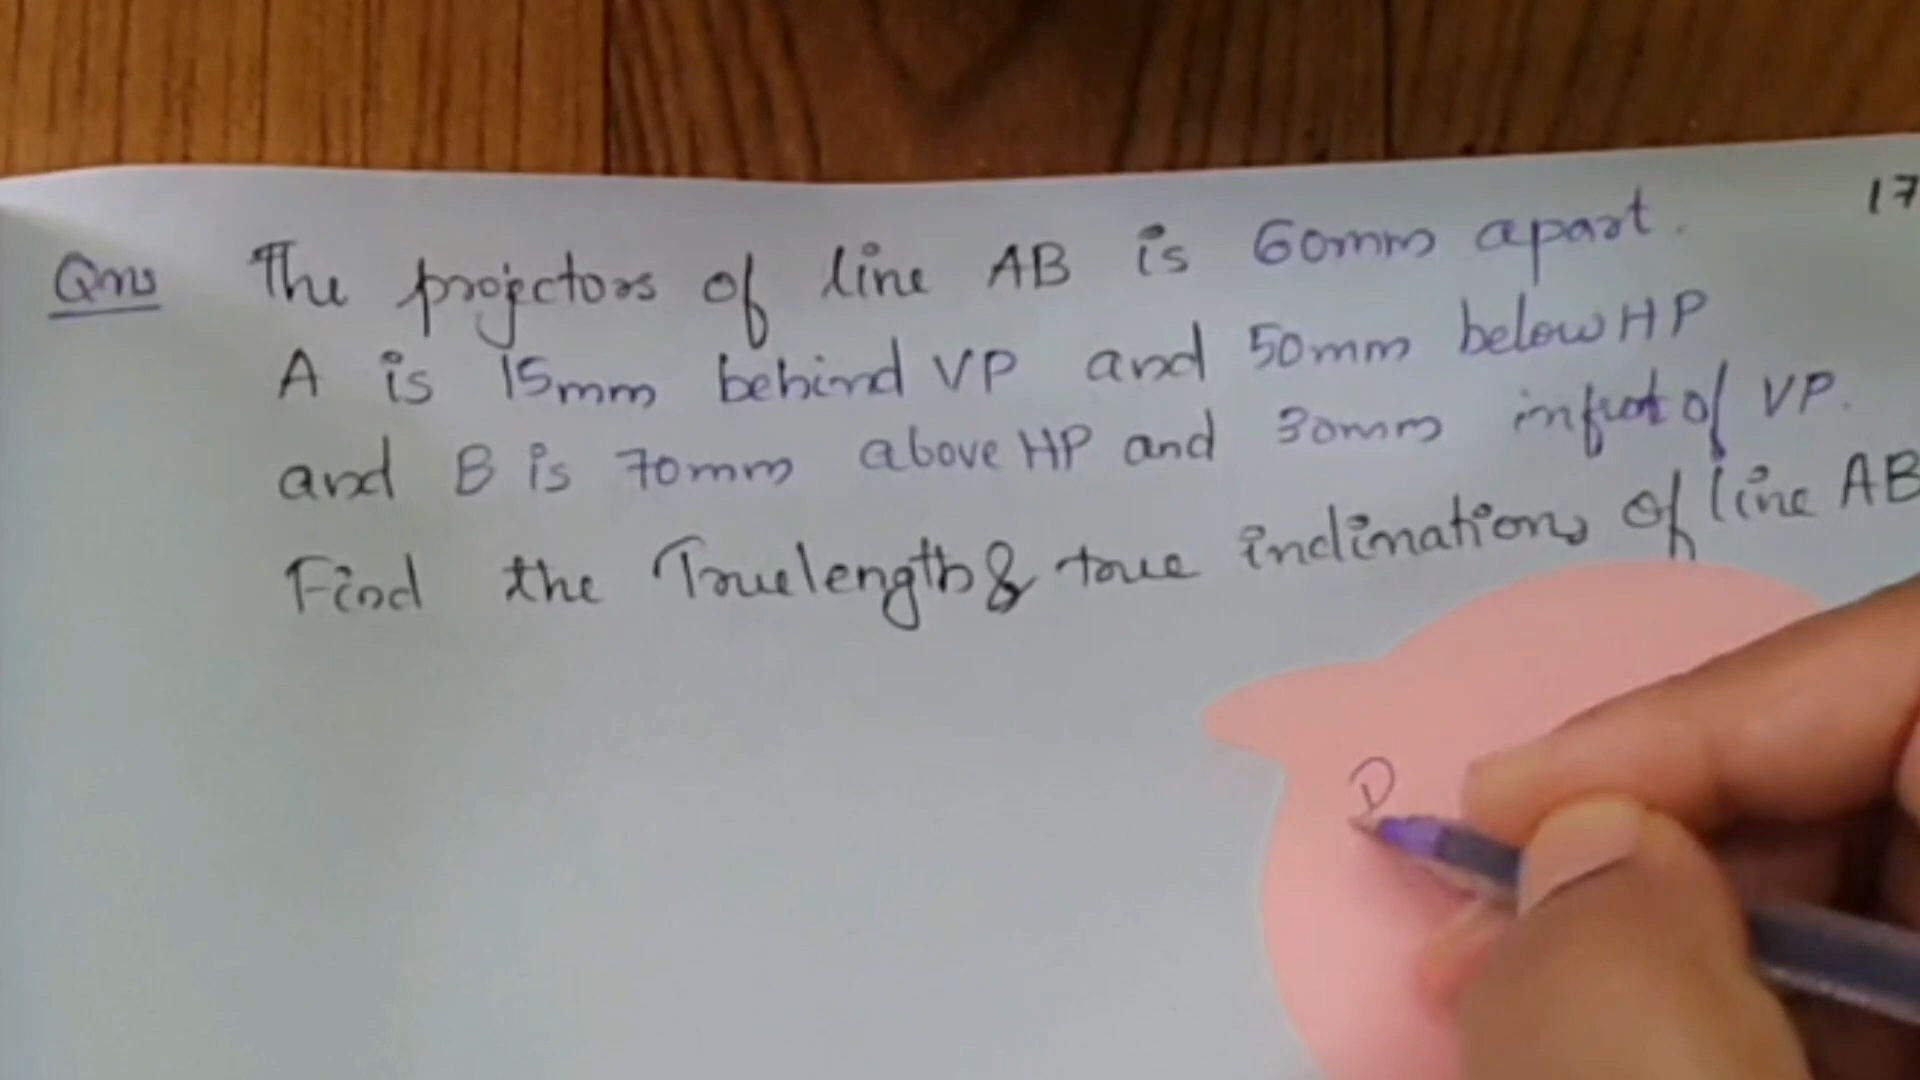 17
Qns The projectors of line AB is 60mm apart.
A is 15mm behind VP and 50mm below HP
and B is 70mm above HP and 30mm infront of VP.
Find the Truelength & true inclinations of line AB
D